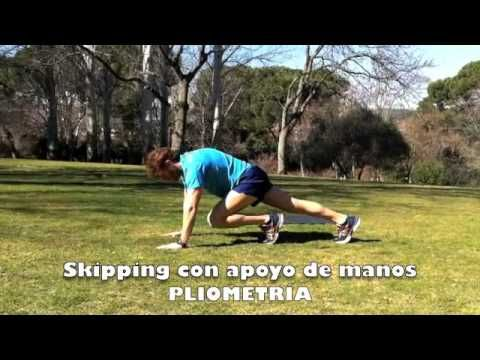 Skipping con apoyo de manos
PLIOMETRIA